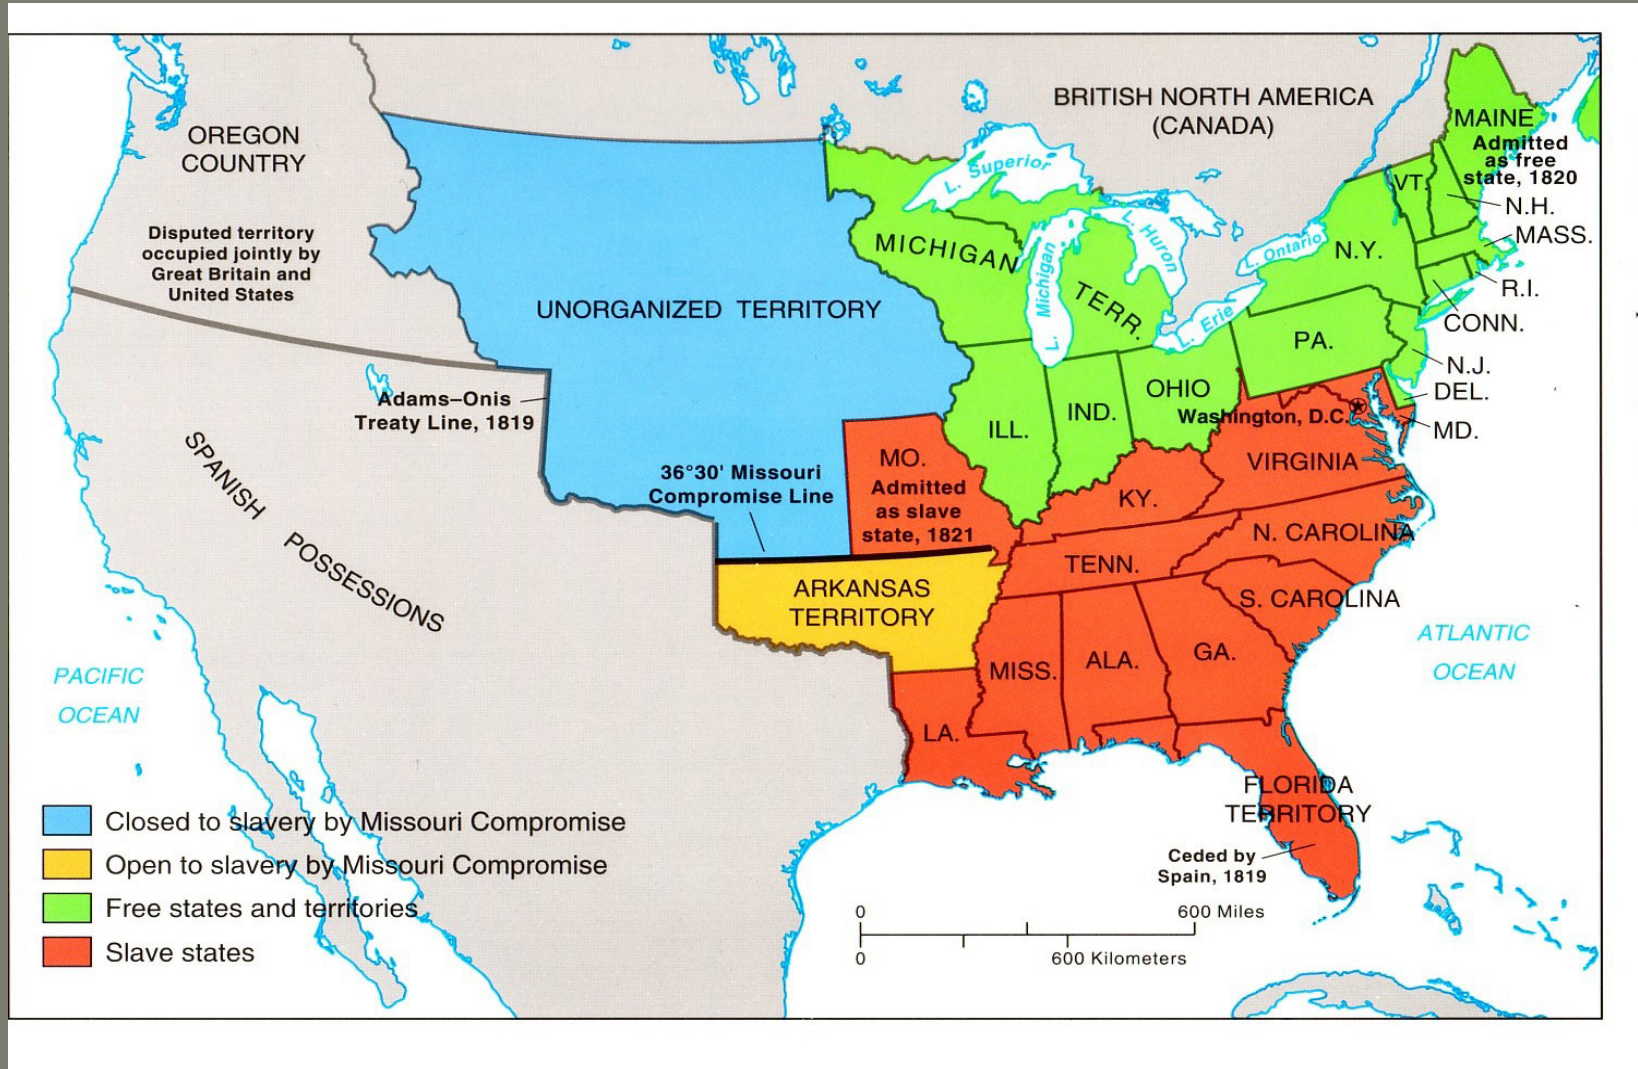 BRITISH NORTH AMERICA
(CANADA)
OREGON
COUNTRY
Disputed territory
occupied jointly by
Great Britain and
United States
MAINE
Admitted
as free
state, 1820
VT.
N.H.
MASS.
R.I.
CONN.
N.J.
DEL.
MD.
L. Superior
L. Huron
L. Michigan
L. Ontario
L. Erie
N.Y.
PA.
MICHIGAN
TERR.
UNORGANIZED TERRITORY
Adams–Onis
Treaty Line, 1819
OHIO
IND.
ILL.
Washington, D.C.
MO.
Admitted
as slave
state, 1821
36°30' Missouri
Compromise Line
VIRGINIA
KY.
N. CAROLINA
TENN.
S. CAROLINA
ARKANSAS
TERRITORY
SPANISH POSSESSIONS
MISS.
ALA.
GA.
LA.
ATLANTIC
OCEAN
PACIFIC
OCEAN
FLORIDA
TERRITORY
Ceded by
Spain, 1819
Closed to slavery by Missouri Compromise
Open to slavery by Missouri Compromise
Free states and territories
Slave states
0 600 Miles
0 600 Kilometers